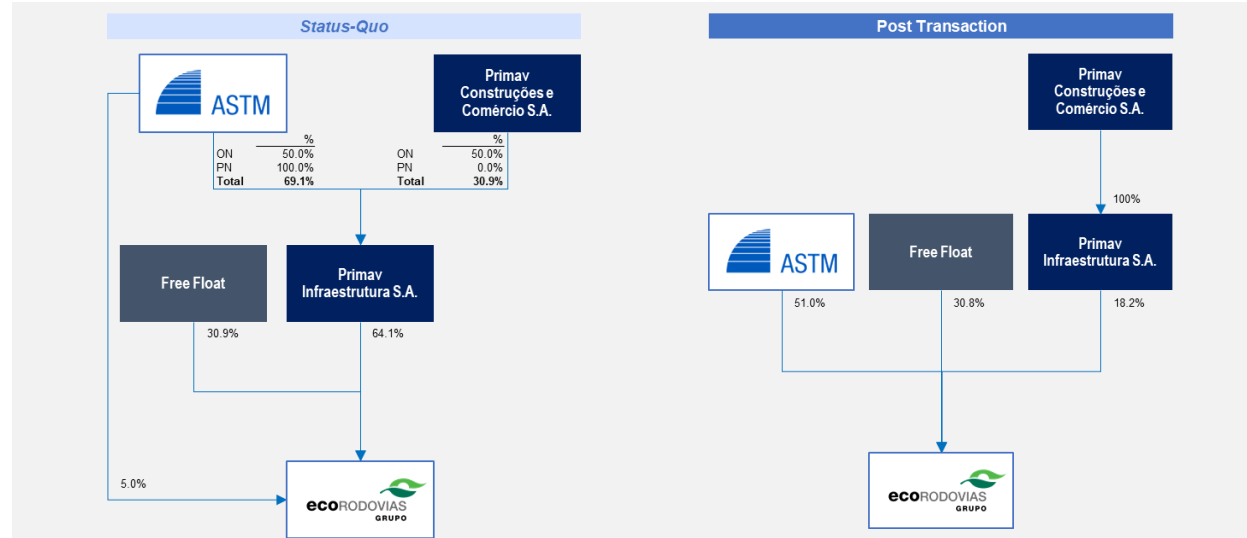 Status-Quo
ASTM
Primav
Construções e
Comércio S.A.
%
ON 50.0%
PN 100.0%
Total 69.1%
%
ON 50.0%
PN 0.0%
Total 30.9%
Free Float
Primav
Infraestrutura S.A.
30.9%
64.1%
5.0%
ecoRODOVIAS
GRUPO
Post Transaction
Primav
Construções e
Comércio S.A.
100%
ASTM
Free Float
Primav
Infraestrutura S.A.
51.0%
30.8%
18.2%
ecoRODOVIAS
GRUPO